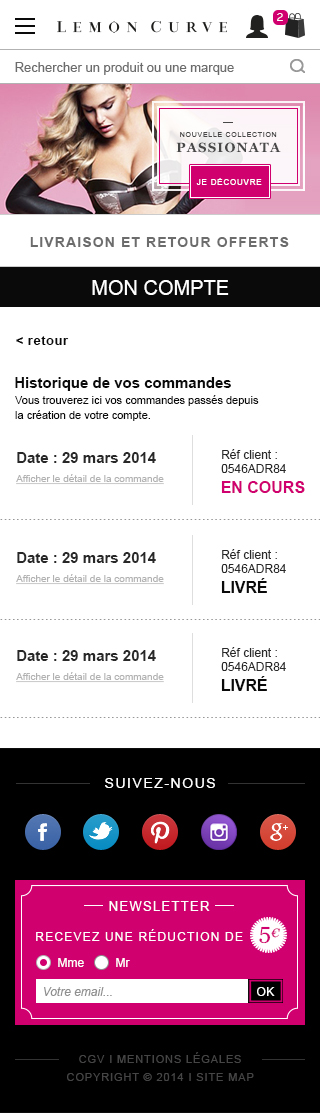 LEMON CURVE
2
Rechercher un produit ou une marque
NOUVELLE COLLECTION
PASSIONATA
JE DÉCOUVRE
LIVRAISON ET RETOUR OFFERTS
MON COMPTE
< retour
Historique de vos commandes
Vous trouverez ici vos commandes passés depuis
la création de votre compte.
Date : 29 mars 2014
Afficher le détail de la commande
Réf client :
0546ADR84
EN COURS
Date : 29 mars 2014
Afficher le détail de la commande
Réf client :
0546ADR84
LIVRÉ
Date : 29 mars 2014
Afficher le détail de la commande
Réf client :
0546ADR84
LIVRÉ
SUIVEZ-NOUS
f
g+
NEWSLETTER
RECEVEZ UNE RÉDUCTION DE 5€
Mme Mr
Votre email... OK
CGV I MENTIONS LÉGALES
COPYRIGHT © 2014 I SITE MAP